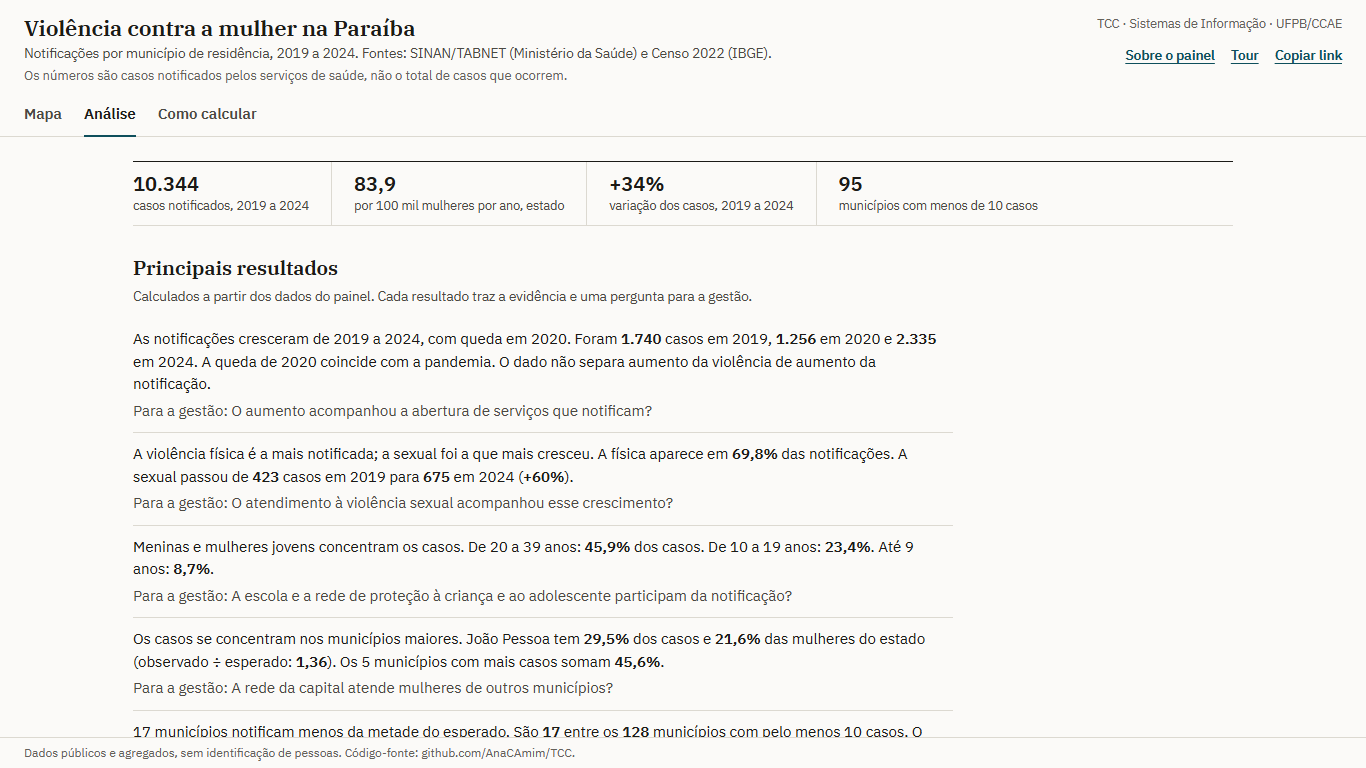 Violência contra a mulher na Paraíba
TCC · Sistemas de Informação · UFPB/CCAE
Notificações por município de residência, 2019 a 2024. Fontes: SINAN/TABNET (Ministério da Saúde) e Censo 2022 (IBGE).
Sobre o painel Tour Copiar link
Os números são casos notificados pelos serviços de saúde, não o total de casos que ocorrem.
Mapa Análise Como calcular
10.344 83,9 +34% 95
casos notificados, 2019 a 2024 por 100 mil mulheres por ano, estado variação dos casos, 2019 a 2024 municípios com menos de 10 casos
Principais resultados
Calculados a partir dos dados do painel. Cada resultado traz a evidência e uma pergunta para a gestão.
As notificações cresceram de 2019 a 2024, com queda em 2020. Foram 1.740 casos em 2019, 1.256 em 2020 e 2.335
em 2024. A queda de 2020 coincide com a pandemia. O dado não separa aumento da violência de aumento da
notificação.
Para a gestão: O aumento acompanhou a abertura de serviços que notificam?
A violência física é a mais notificada; a sexual foi a que mais cresceu. A física aparece em 69,8% das notificações. A
sexual passou de 423 casos em 2019 para 675 em 2024 (+60%).
Para a gestão: O atendimento à violência sexual acompanhou esse crescimento?
Meninas e mulheres jovens concentram os casos. De 20 a 39 anos: 45,9% dos casos. De 10 a 19 anos: 23,4%. Até 9
anos: 8,7%.
Para a gestão: A escola e a rede de proteção à criança e ao adolescente participam da notificação?
Os casos se concentram nos municípios maiores. João Pessoa tem 29,5% dos casos e 21,6% das mulheres do estado
(observado ÷ esperado: 1,36). Os 5 municípios com mais casos somam 45,6%.
Para a gestão: A rede da capital atende mulheres de outros municípios?
17 municípios notificam menos da metade do esperado. São 17 entre os 128 municípios com pelo menos 10 casos. O
Dados públicos e agregados, sem identificação de pessoas. Código-fonte: github.com/AnaCAmim/TCC.